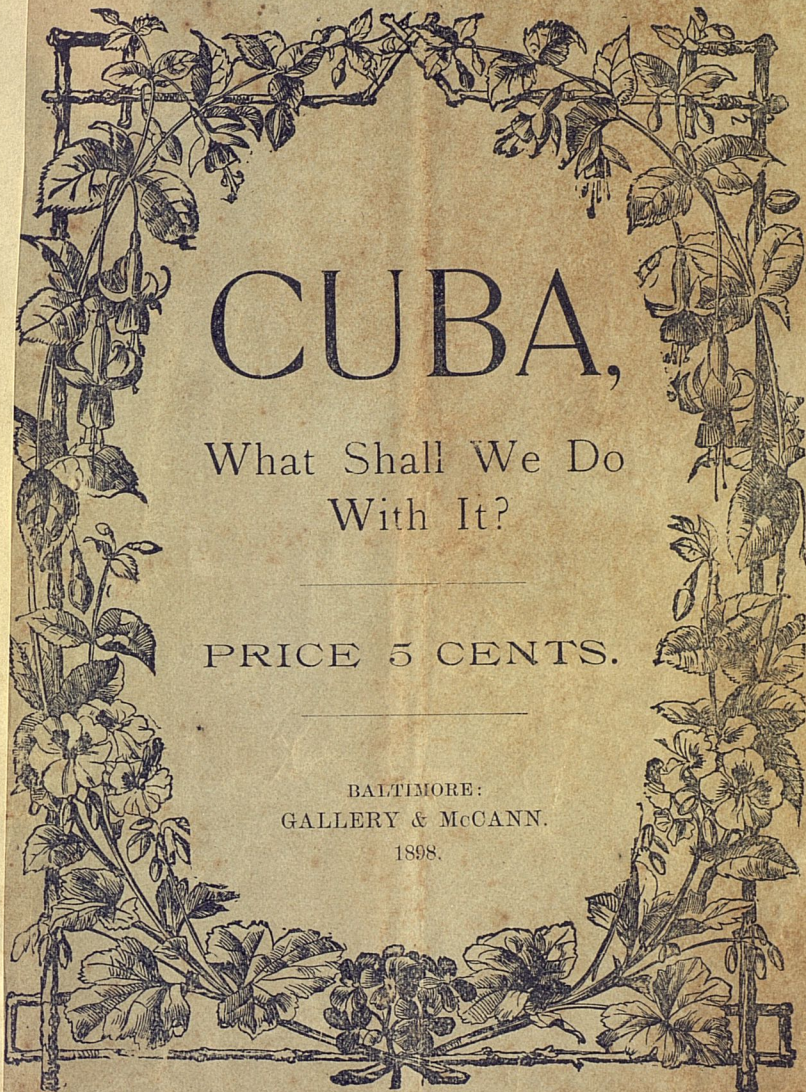 CUBA,
What Shall We Do
With It?
PRICE 5 CENTS.
BALTIMORE:
GALLERY & McCANN.
1898.